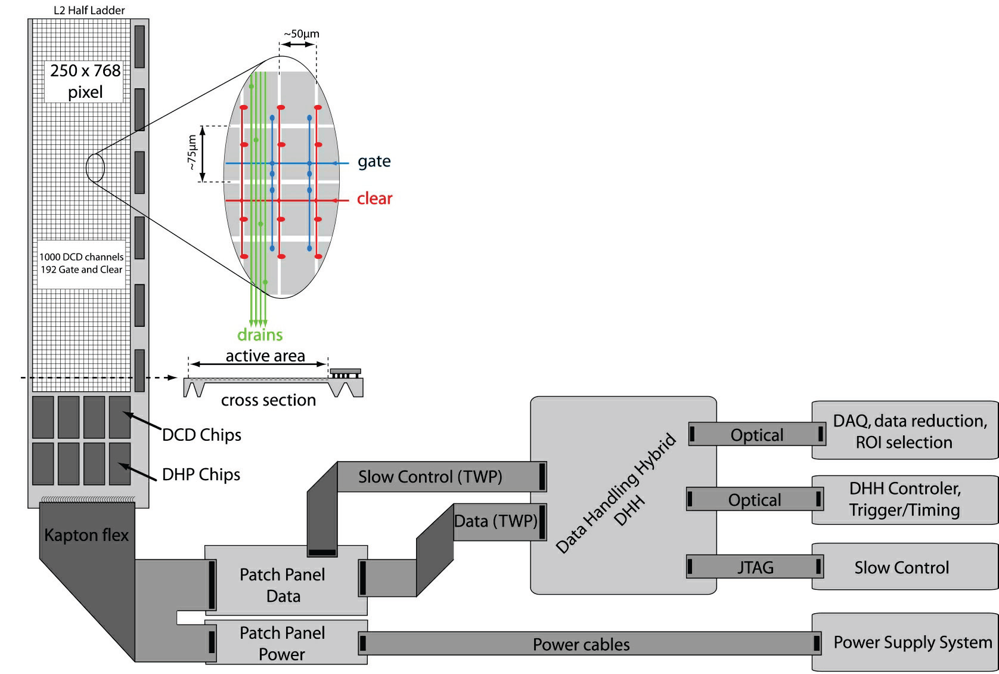 L2 Half Ladder
250 x 768
pixel
1000 DCD channels
192 Gate and Clear
~50µm
~75µm
gate
clear
drains
active area
cross section
DCD Chips
DHP Chips
Kapton flex
Patch Panel
Data
Patch Panel
Power
Slow Control (TWP)
Data (TWP)
Data Handling Hybrid
DHH
Optical
DAQ, data reduction,
ROI selection
Optical
DHH Controler,
Trigger/Timing
JTAG
Slow Control
Power cables
Power Supply System